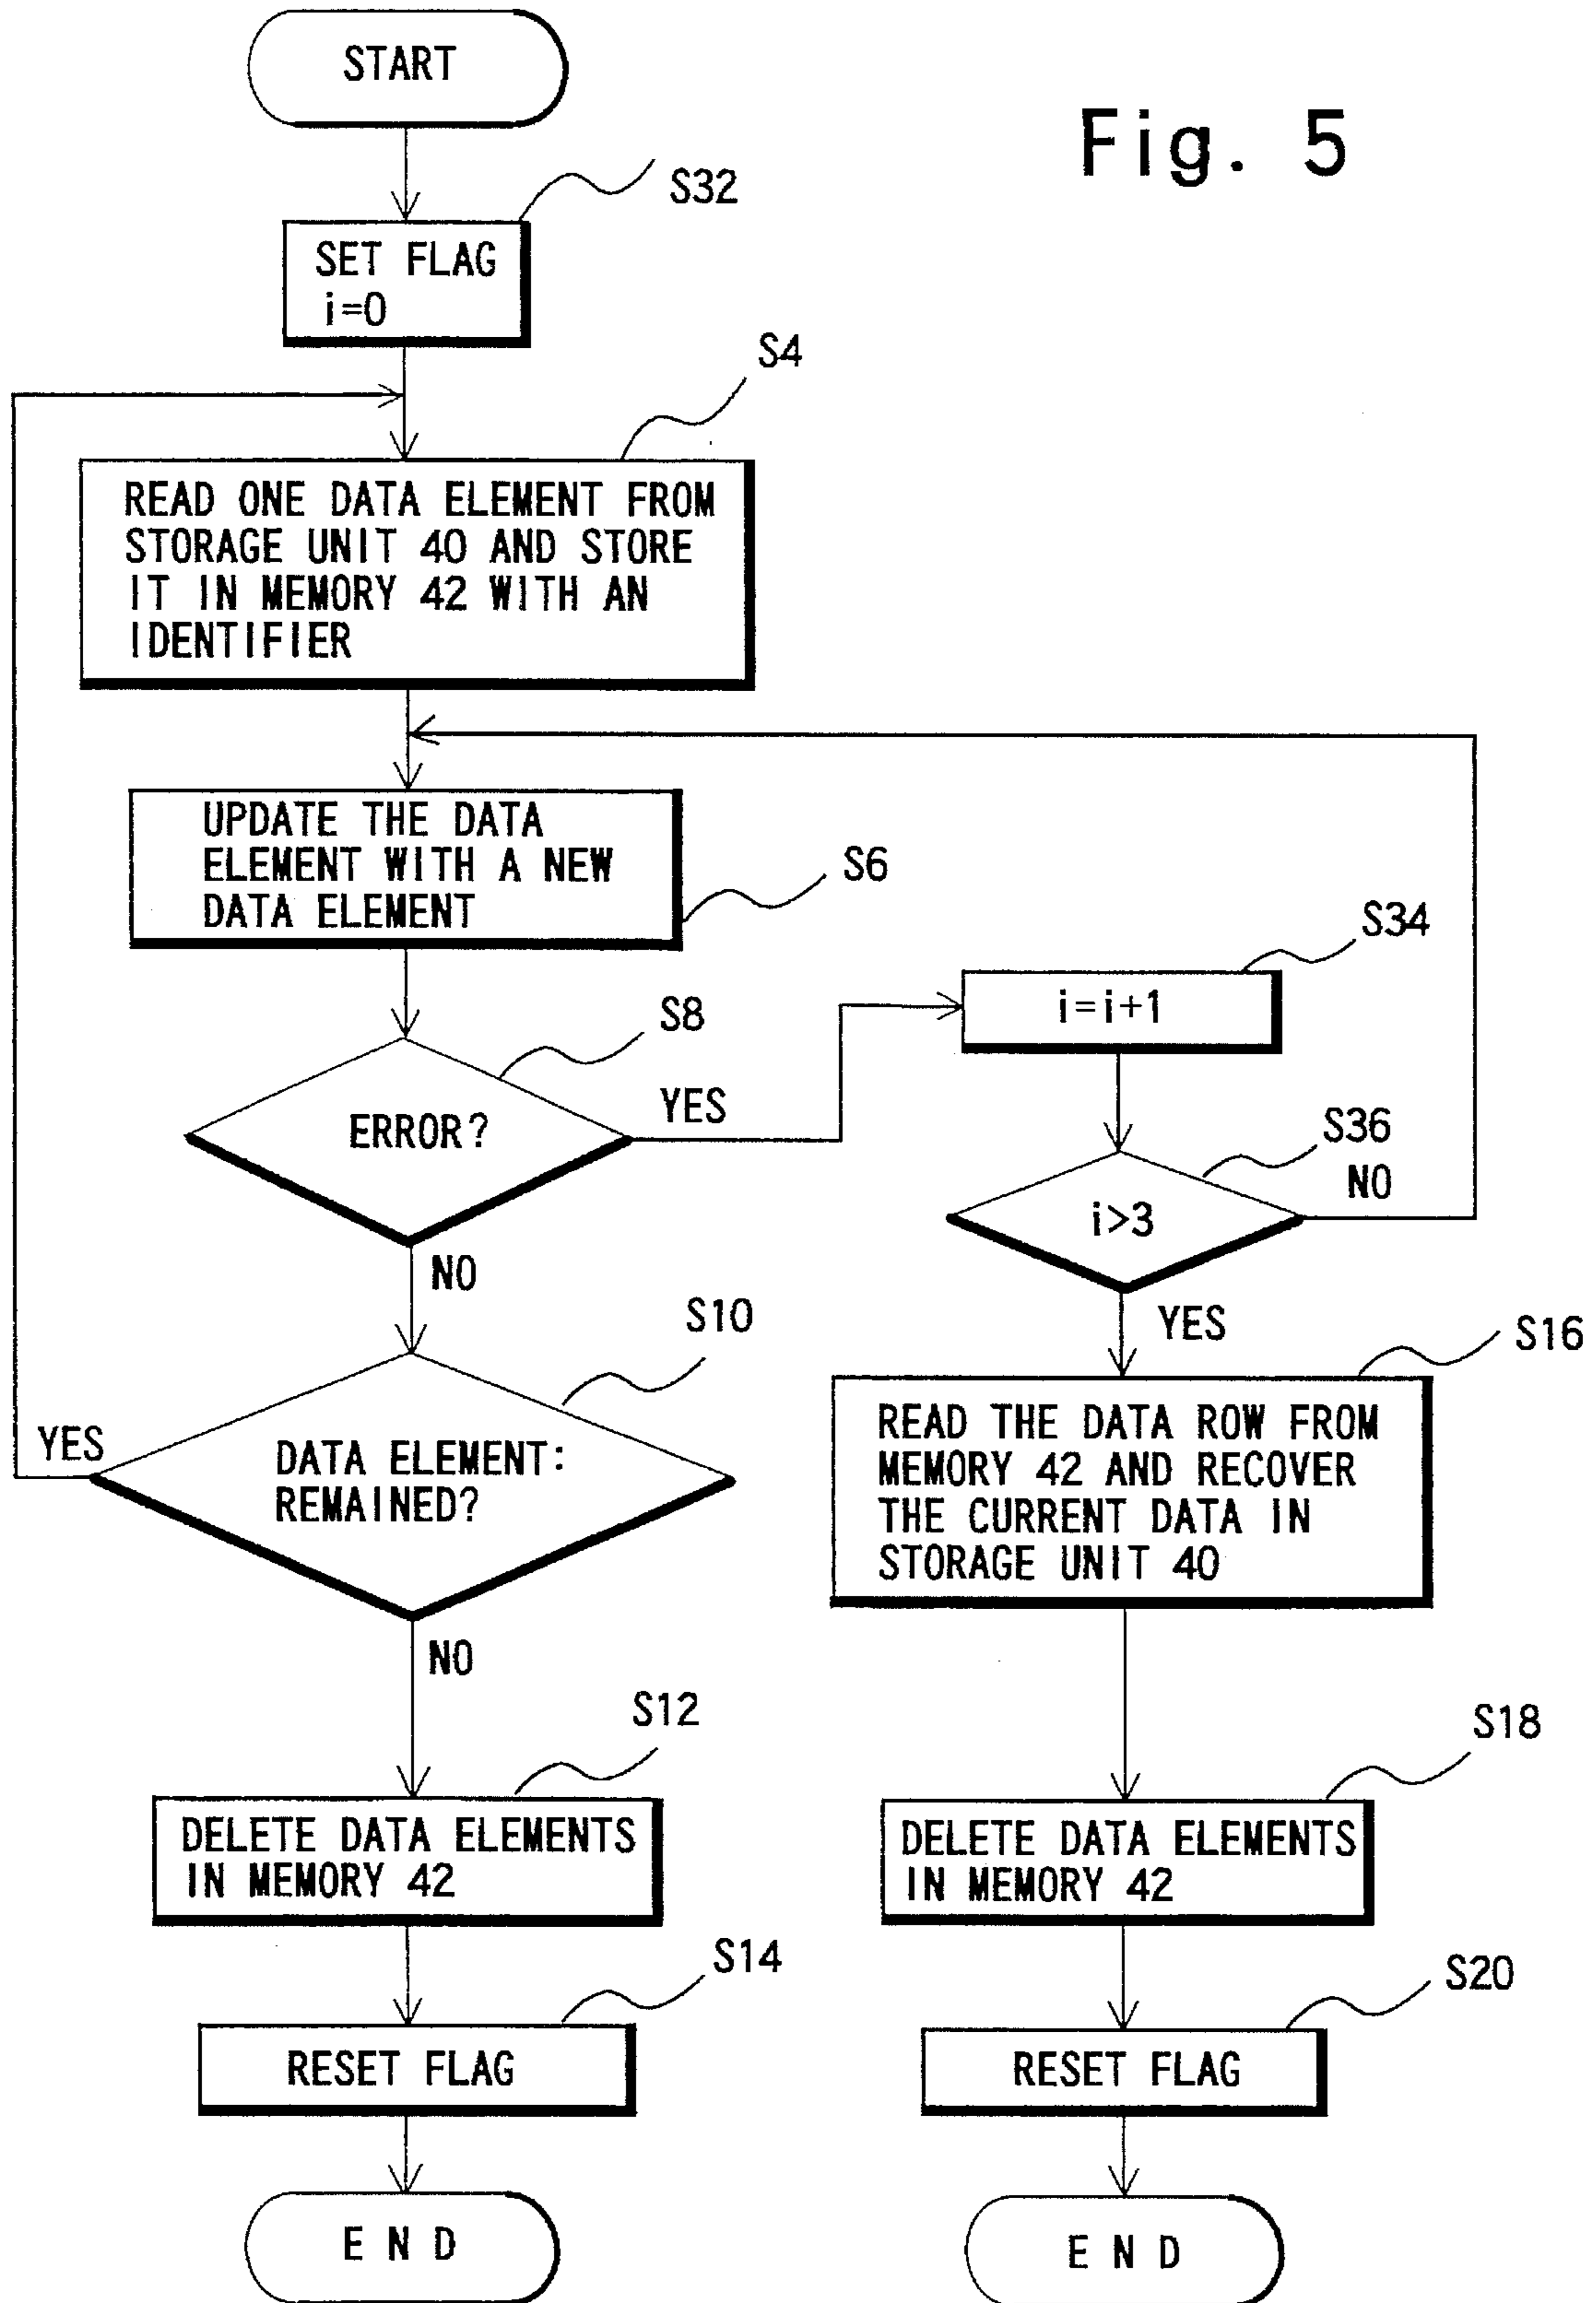 START
Fig. 5
S32
SET FLAG
i=0
S4
READ ONE DATA ELEMENT FROM
STORAGE UNIT 40 AND STORE
IT IN MEMORY 42 WITH AN
IDENTIFIER
UPDATE THE DATA
ELEMENT WITH A NEW
DATA ELEMENT
S6
S34
i=i+1
S8
ERROR?
YES
S36
NO
i>3
NO
YES
S10
S16
YES
DATA ELEMENT:
REMAINED?
READ THE DATA ROW FROM
MEMORY 42 AND RECOVER
THE CURRENT DATA IN
STORAGE UNIT 40
NO
S12
S18
DELETE DATA ELEMENTS
IN MEMORY 42
DELETE DATA ELEMENTS
IN MEMORY 42
S14
S20
RESET FLAG
RESET FLAG
END
END